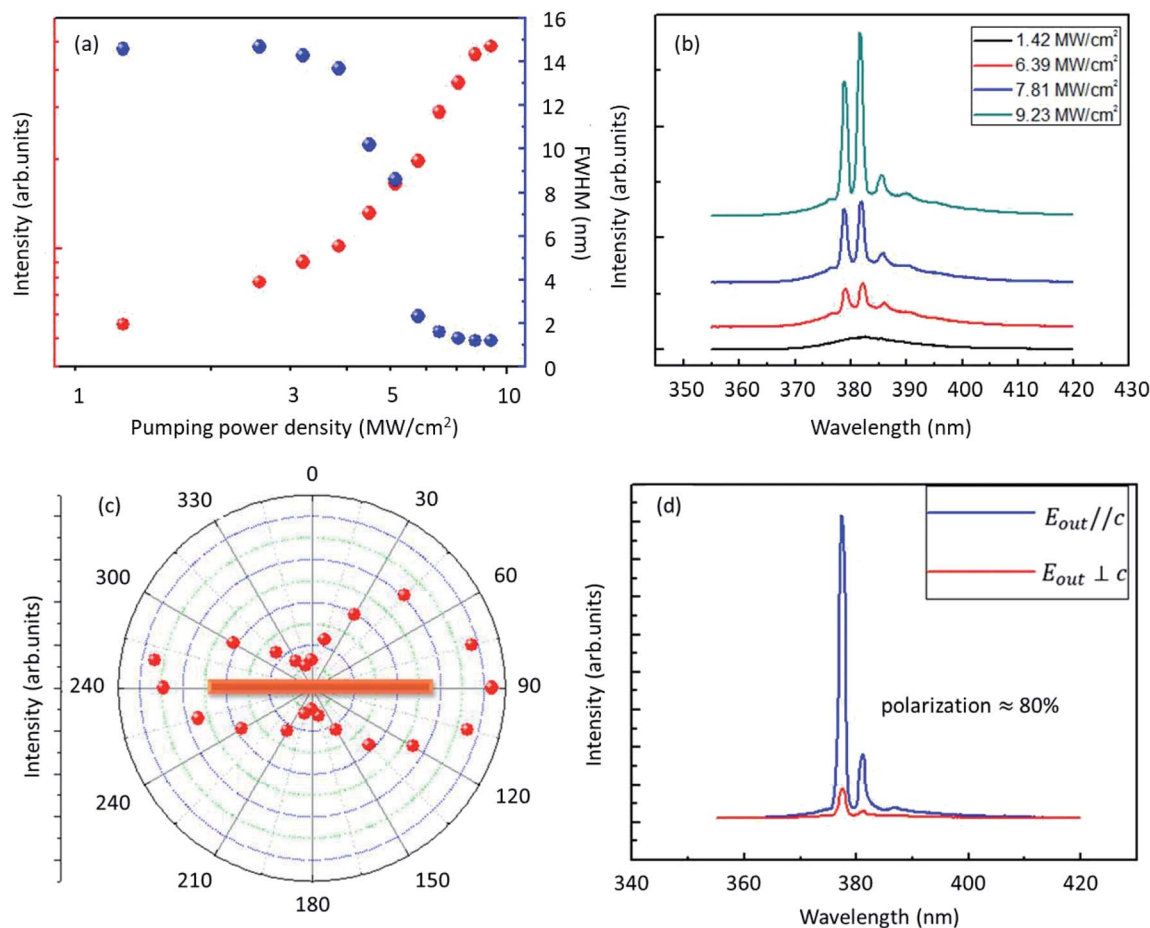 (a)
Intensity (arb.units)
16
14
12
10
8
6
4
2
0
FWHM (nm)
1
3
5
10
Pumping power density (MW/cm²)
(b)
1.42 MW/cm²
6.39 MW/cm²
7.81 MW/cm²
9.23 MW/cm²
Intensity (arb.units)
350 360 370 380 390 400 410 420 430
Wavelength (nm)
(c)
Intensity (arb.units)
0
330
30
300
60
240
90
240
120
210
150
180
(d)
E_out//c
E_out ⊥ c
Intensity (arb.units)
polarization ≈ 80%
340 360 380 400 420
Wavelength (nm)